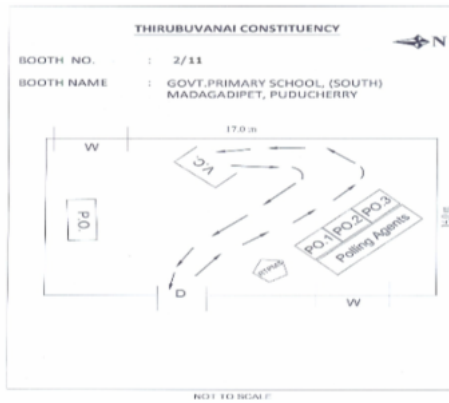 THIRUBUVANAI CONSTITUENCY
N
BOOTH NO. : 2/11
BOOTH NAME : GOVT.PRIMARY SCHOOL, (SOUTH)
MADAGADIPET, PUDUCHERRY
17.0 m
W
V.C.
P.O.
PO.1 PO.2 PO.3
Polling Agents
D
W
NOT TO SCALE